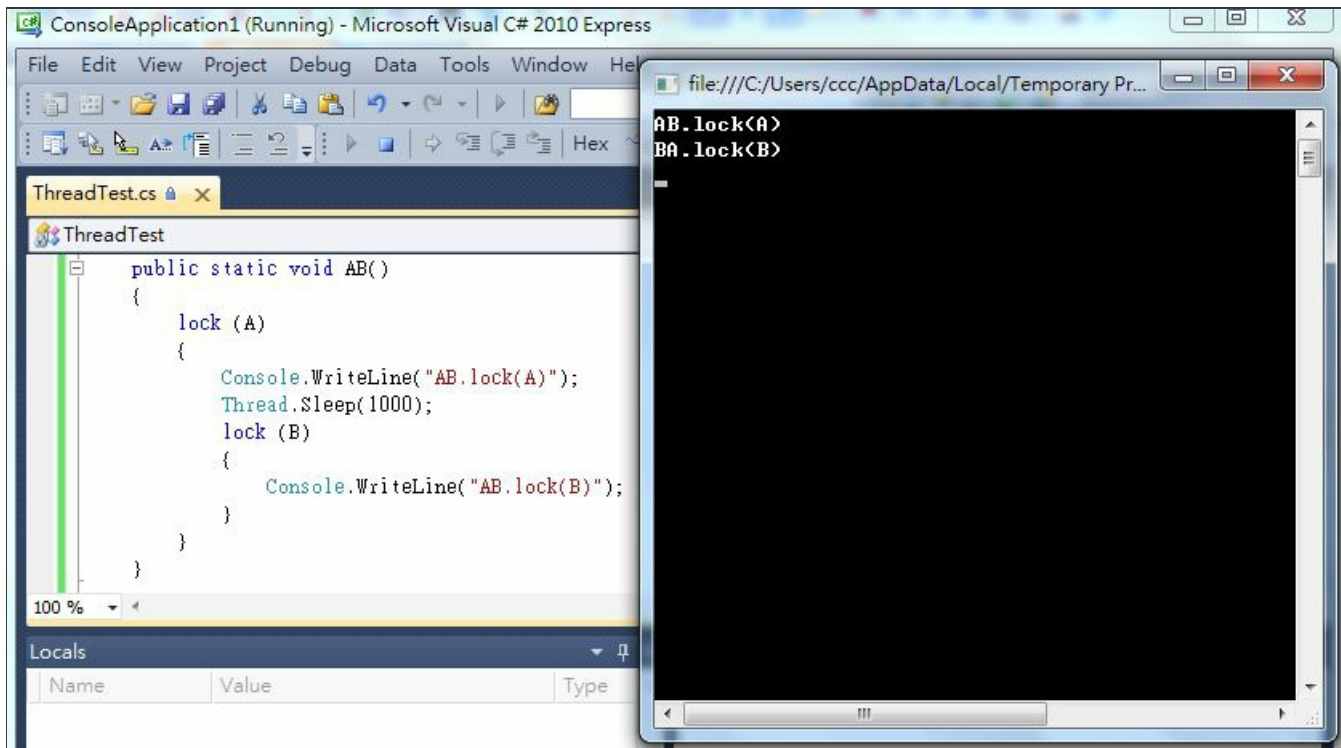 ConsoleApplication1 (Running) - Microsoft Visual C# 2010 Express
File Edit View Project Debug Data Tools Window Hel
Hex
ThreadTest.cs
ThreadTest
public static void AB()
{
lock (A)
{
Console.WriteLine("AB.lock(A)");
Thread.Sleep(1000);
lock (B)
{
Console.WriteLine("AB.lock(B)");
}
}
}
100 %
Locals
Name Value Type
file:///C:/Users/ccc/AppData/Local/Temporary Pr...
AB.lock(A)
BA.lock(B)